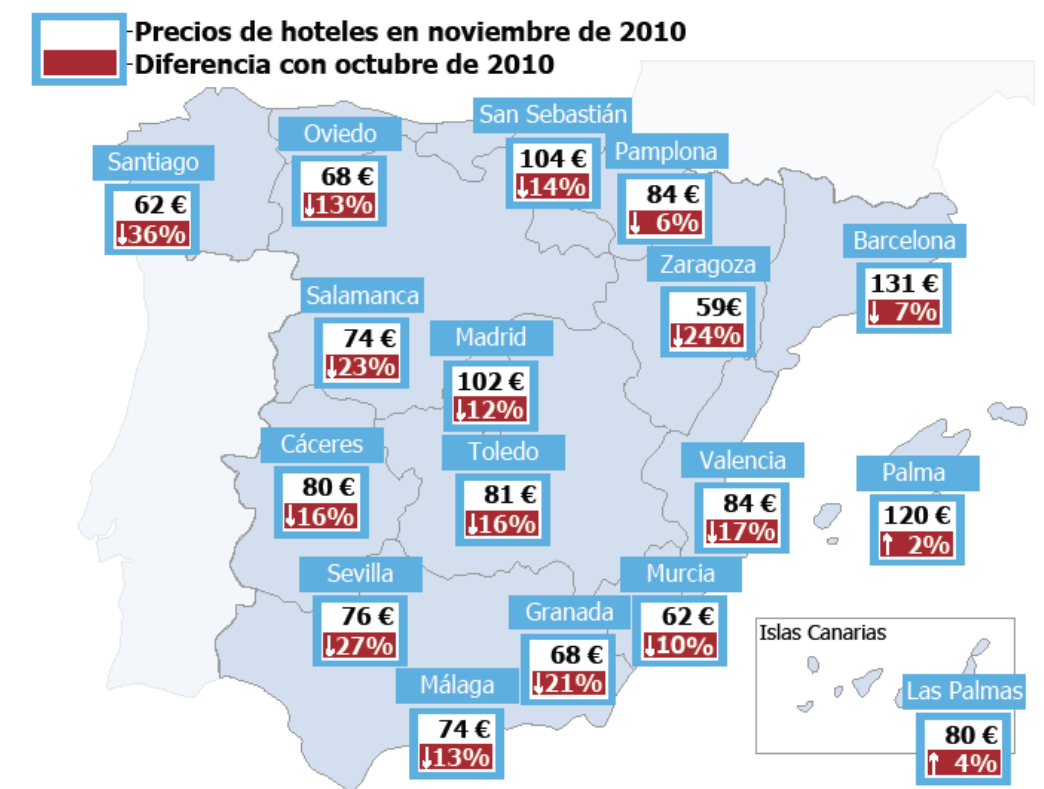 Precios de hoteles en noviembre de 2010
Diferencia con octubre de 2010
San Sebastián
104 €
↓14%
Oviedo
68 €
↓13%
Pamplona
84 €
↓ 6%
Santiago
62 €
↓36%
Barcelona
131 €
↓ 7%
Zaragoza
59€
↓24%
Salamanca
74 €
↓23%
Madrid
102 €
↓12%
Cáceres
80 €
↓16%
Toledo
81 €
↓16%
Valencia
84 €
↓17%
Palma
120 €
↑ 2%
Sevilla
76 €
↓27%
Murcia
62 €
↓10%
Granada
68 €
↓21%
Málaga
74 €
↓13%
Islas Canarias
Las Palmas
80 €
↑ 4%